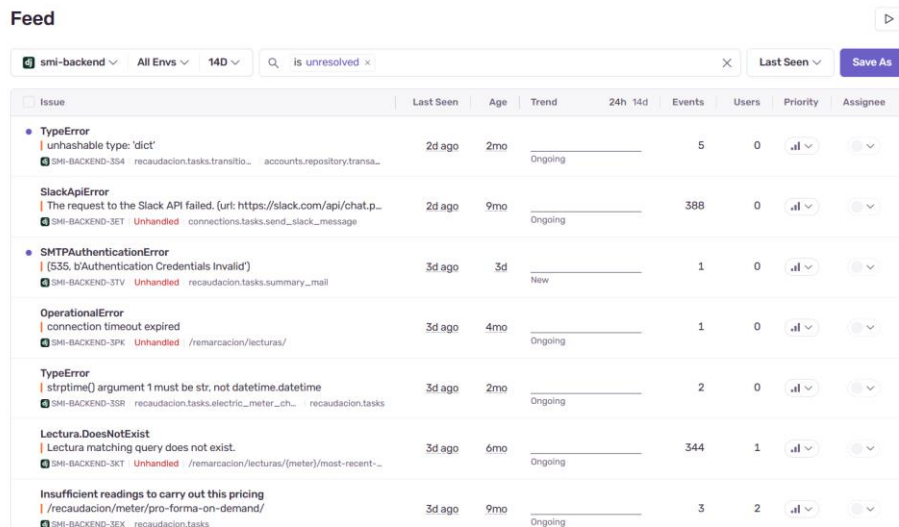 Feed
smi-backend All Envs 14D is unresolved × Last Seen Save As
Issue Last Seen Age Trend 24h 14d Events Users Priority Assignee
TypeError
unhashable type: 'dict' 2d ago 2mo 5 0
SMI-BACKEND-3S4 recaudacion.tasks.transitio... accounts.repository.transa... Ongoing
SlackApiError
The request to the Slack API failed. (url: https://slack.com/api/chat.p... 2d ago 9mo 388 0
SMI-BACKEND-3ET Unhandled connections.tasks.send_slack_message Ongoing
SMTPAuthenticationError
(535, b'Authentication Credentials Invalid') 3d ago 3d 1 0
SMI-BACKEND-3TV Unhandled recaudacion.tasks.summary_mail New
OperationalError
connection timeout expired 3d ago 4mo 1 0
SMI-BACKEND-3PK Unhandled /remarcacion/lecturas/ Ongoing
TypeError
strptime() argument 1 must be str, not datetime.datetime 3d ago 2mo 2 0
SMI-BACKEND-3SR recaudacion.tasks.electric_meter_ch... recaudacion.tasks Ongoing
Lectura.DoesNotExist
Lectura matching query does not exist. 3d ago 6mo 344 1
SMI-BACKEND-3KT Unhandled /remarcacion/lecturas/{meter}/most-recent-... Ongoing
Insufficient readings to carry out this pricing
/recaudacion/meter/pro-forma-on-demand/ 3d ago 9mo 3 2
SMI-BACKEND-3EX recaudacion.tasks Ongoing